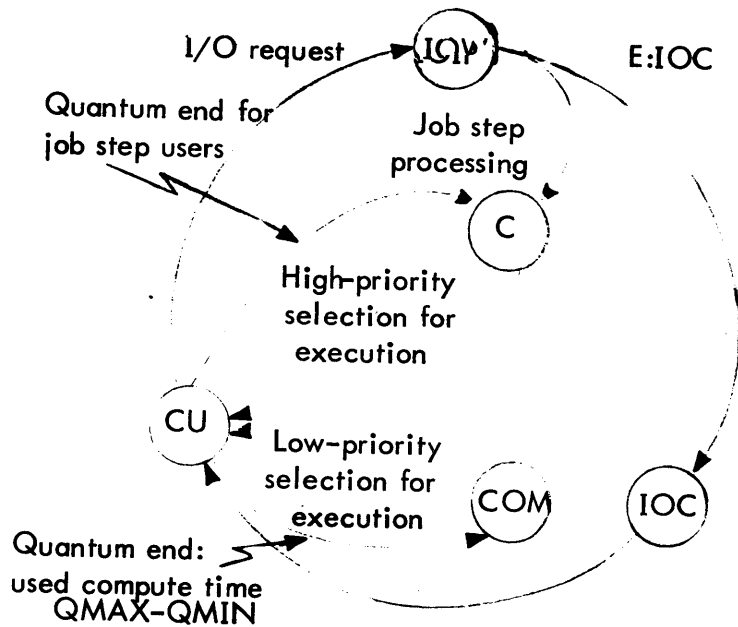 I/O request
E:IOC
Quantum end for
job step users
Job step
processing
C
High-priority
selection for
execution
CU
Low-priority
selection for
execution
COM
IOC
Quantum end:
used compute time
QMAX-QMIN